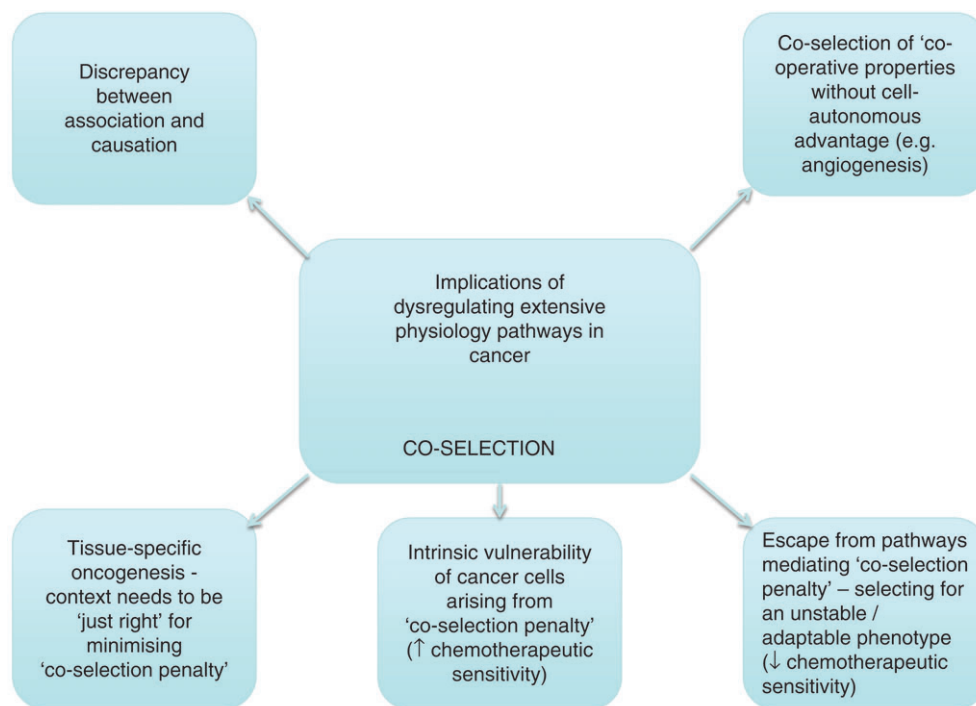 Discrepancy
between
association and
causation
Co-selection of ‘co-
operative properties
without cell-
autonomous
advantage (e.g.
angiogenesis)
Implications of
dysregulating extensive
physiology pathways in
cancer
CO-SELECTION
Tissue-specific
oncogenesis -
context needs to be
‘just right’ for
minimising
‘co-selection penalty’
Intrinsic vulnerability
of cancer cells
arising from
‘co-selection penalty’
(↑ chemotherapeutic
sensitivity)
Escape from pathways
mediating ‘co-selection
penalty’ – selecting for
an unstable /
adaptable phenotype
(↓ chemotherapeutic
sensitivity)